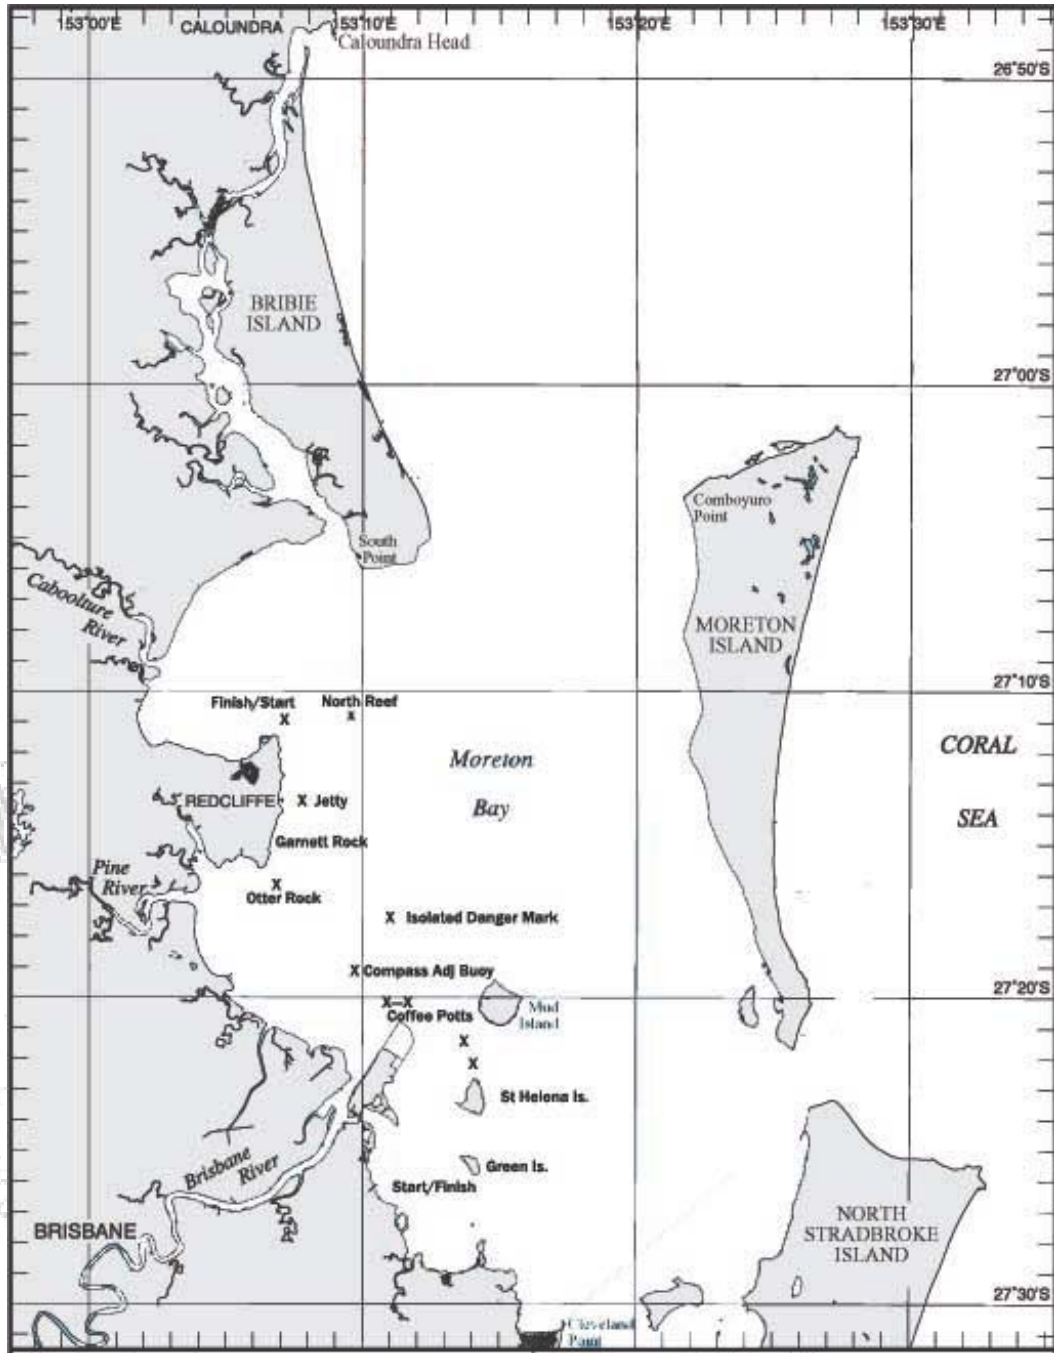 153°00'E
153°10'E
153°20'E
153°30'E
CALOUNDRA
Caloundra Head
26°50'S
BRIBIE
ISLAND
27°00'S
Comboyuro
Point
South
Point
Caboolture
River
MORETON
ISLAND
27°10'S
Finish/Start
North Reef
Moreton
Bay
CORAL
SEA
REDCLIFFE
X Jetty
Garnett Rock
Pine
River
X
Otter Rock
X Isolated Danger Mark
X Compass Adj Buoy
27°20'S
X–X
Coffee Potts
Mud
Island
X
X
St Helena Is.
Green Is.
Brisbane
River
Start/Finish
BRISBANE
NORTH
STRADBROKE
ISLAND
27°30'S
Cleveland
Point